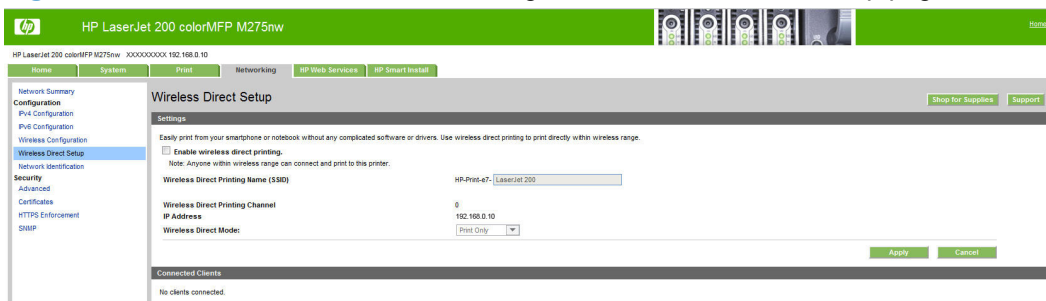 hp HP LaserJet 200 colorMFP M275nw
Home
HP LaserJet 200 colorMFP M275nw XXXXXXXXX 192.168.0.10
Home System Print Networking HP Web Services HP Smart Install
Network Summary
Configuration
IPv4 Configuration
IPv6 Configuration
Wireless Configuration
Wireless Direct Setup
Network Identification
Security
Advanced
Certificates
HTTPS Enforcement
SNMP
Wireless Direct Setup
Shop for Supplies Support
Settings
Easily print from your smartphone or notebook without any complicated software or drivers. Use wireless direct printing to print directly within wireless range.
Enable wireless direct printing.
Note: Anyone within wireless range can connect and print to this printer.
Wireless Direct Printing Name (SSID) HP-Print-e7- LaserJet 200
Wireless Direct Printing Channel 0
IP Address 192.168.0.10
Wireless Direct Mode: Print Only
Apply Cancel
Connected Clients
No clients connected.